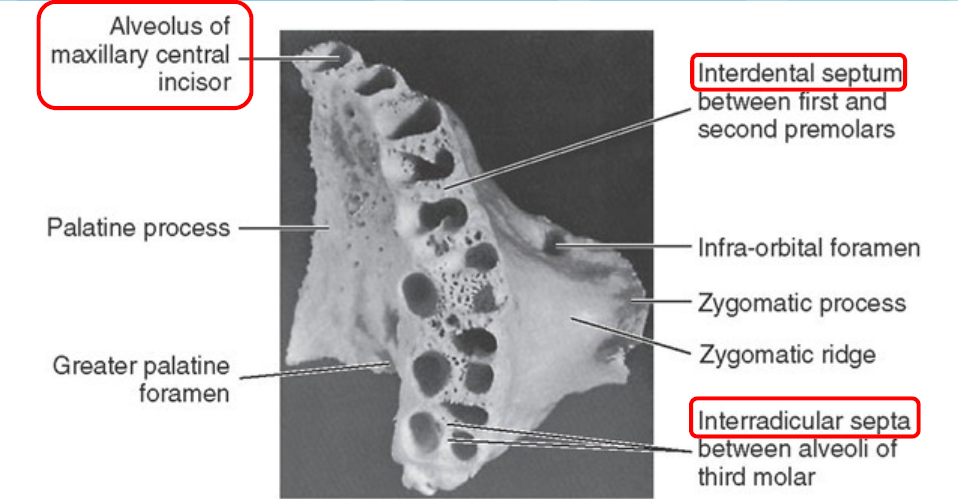 Alveolus of
maxillary central
incisor
Palatine process
Greater palatine
foramen
Interdental septum
between first and
second premolars
Infra-orbital foramen
Zygomatic process
Zygomatic ridge
Interradicular septa
between alveoli of
third molar